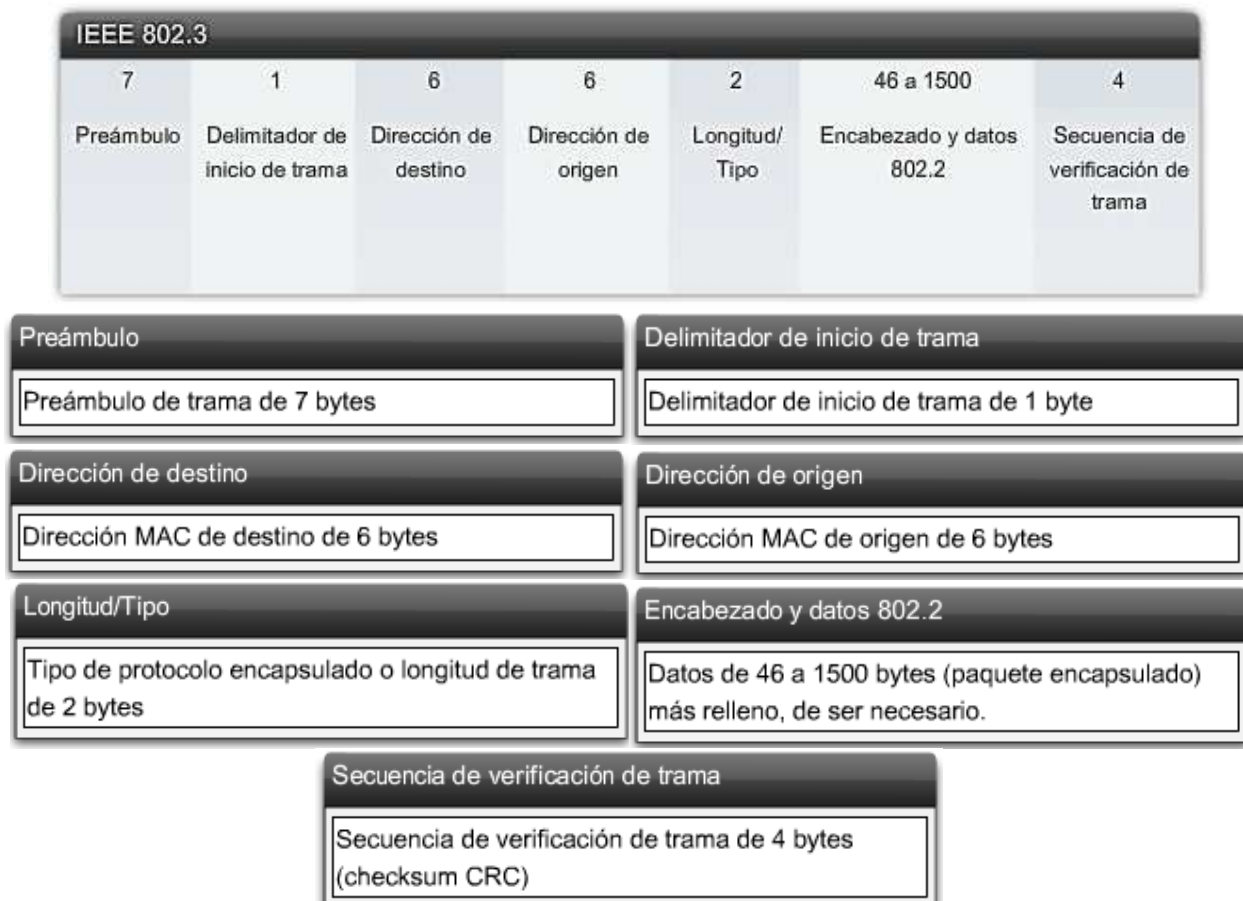 IEEE 802.3
7 1 6 6 2 46 a 1500 4
Preámbulo Delimitador de Dirección de Dirección de Longitud/ Encabezado y datos Secuencia de
inicio de trama destino origen Tipo 802.2 verificación de
trama
Preámbulo
Preámbulo de trama de 7 bytes
Delimitador de inicio de trama
Delimitador de inicio de trama de 1 byte
Dirección de destino
Dirección MAC de destino de 6 bytes
Dirección de origen
Dirección MAC de origen de 6 bytes
Longitud/Tipo
Tipo de protocolo encapsulado o longitud de trama
de 2 bytes
Encabezado y datos 802.2
Datos de 46 a 1500 bytes (paquete encapsulado)
más relleno, de ser necesario.
Secuencia de verificación de trama
Secuencia de verificación de trama de 4 bytes
(checksum CRC)